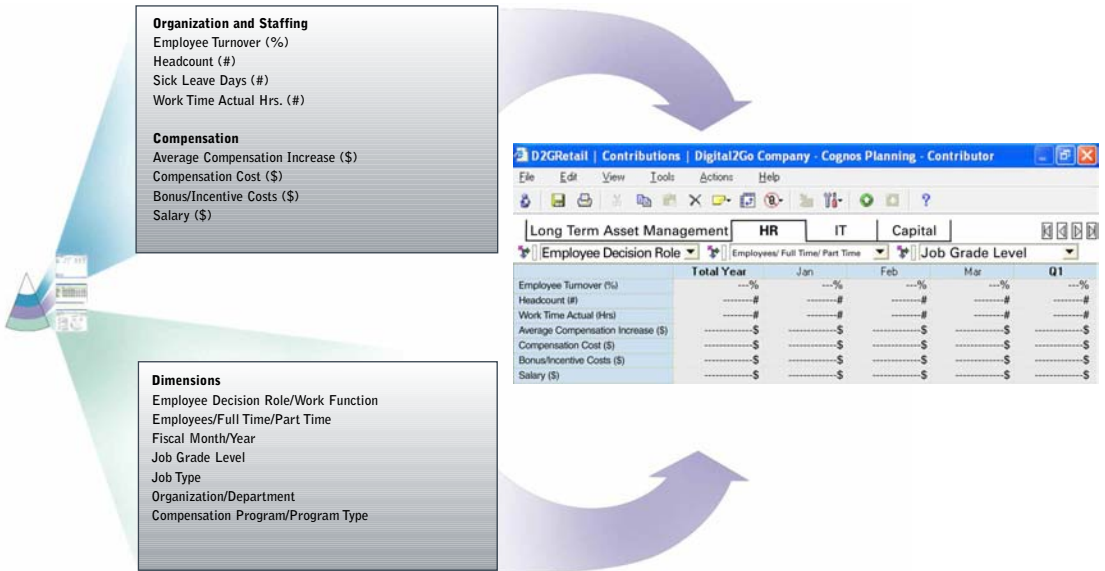 Organization and Staffing
Employee Turnover (%)
Headcount (#)
Sick Leave Days (#)
Work Time Actual Hrs. (#)
Compensation
Average Compensation Increase ($)
Compensation Cost ($)
Bonus/Incentive Costs ($)
Salary ($)
D2GRetail | Contributions | Digital2Go Company - Cognos Planning - Contributor
File Edit View Tools Actions Help
Long Term Asset Management HR IT Capital
Employee Decision Role Employees/ Full Time/ Part Time Job Grade Level
Total Year Jan Feb Mar Q1
Employee Turnover (%) ---% ---% ---% ---% ---%
Headcount (#) --------# --------# --------# --------# --------#
Work Time Actual (Hrs) --------# --------# --------# --------# --------#
Average Compensation Increase ($) ------------$ ------------$ ------------$ ------------$ ------------$
Compensation Cost ($) ------------$ ------------$ ------------$ ------------$ ------------$
Bonus/Incentive Costs ($) ------------$ ------------$ ------------$ ------------$ ------------$
Salary ($) ------------$ ------------$ ------------$ ------------$ ------------$
Dimensions
Employee Decision Role/Work Function
Employees/Full Time/Part Time
Fiscal Month/Year
Job Grade Level
Job Type
Organization/Department
Compensation Program/Program Type